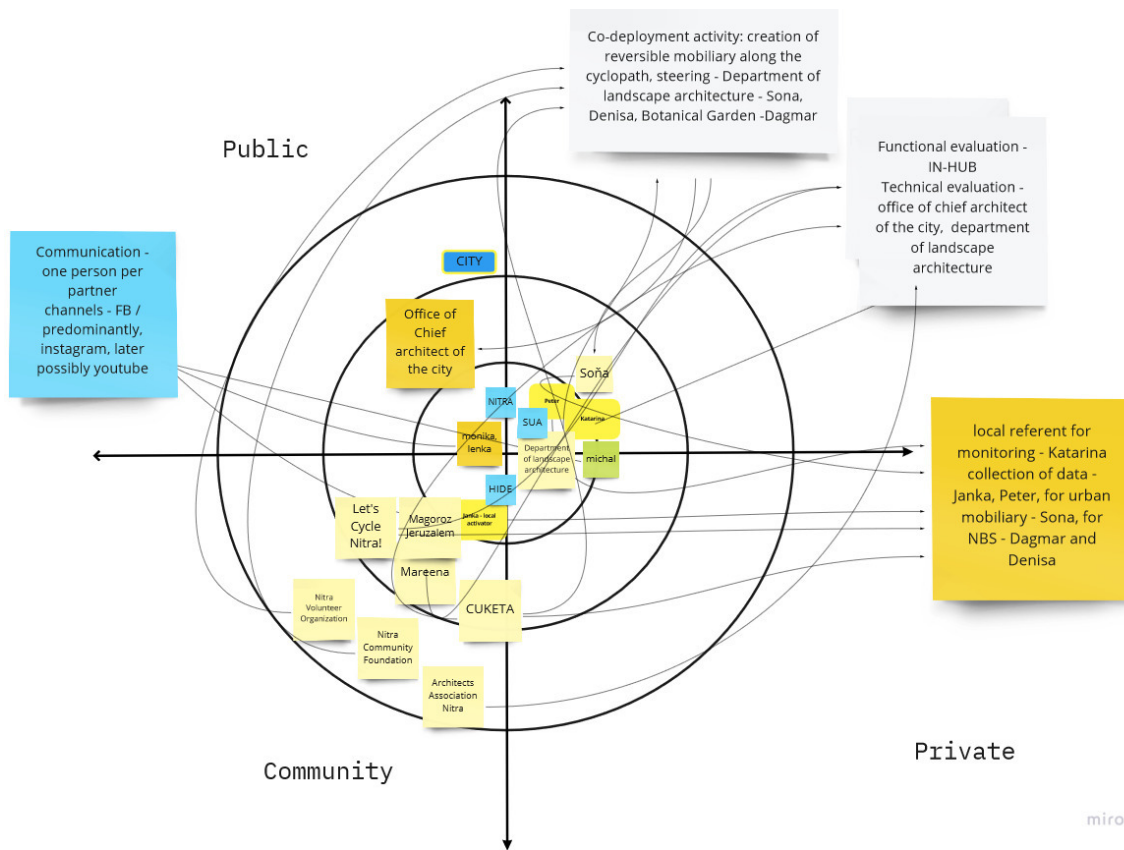 Co-deployment activity: creation of
reversible mobiliary along the
cyclopath, steering - Department of
landscape architecture - Sona,
Denisa, Botanical Garden -Dagmar
Public
Functional evaluation -
IN-HUB
Technical evaluation -
office of chief architect
of the city, department
of landscape
architecture
Communication -
one person per
partner
channels - FB /
predominantly,
instagram, later
possibly youtube
CITY
Office of
Chief
architect of
the city
Soňa
NITRA
Peter
Katarina
SUA
monika,
lenka
Department
of landscape
architecture
michal
HIDE
local referent for
monitoring - Katarina
collection of data -
Janka, Peter, for urban
mobiliary - Sona, for
NBS - Dagmar and
Denisa
Let's
Cycle
Nitra!
Magoroz
Jeruzalem
Janka - local
activator
Mareena
CUKETA
Nitra
Volunteer
Organization
Nitra
Community
Foundation
Architects
Association
Nitra
Community
Private
miro